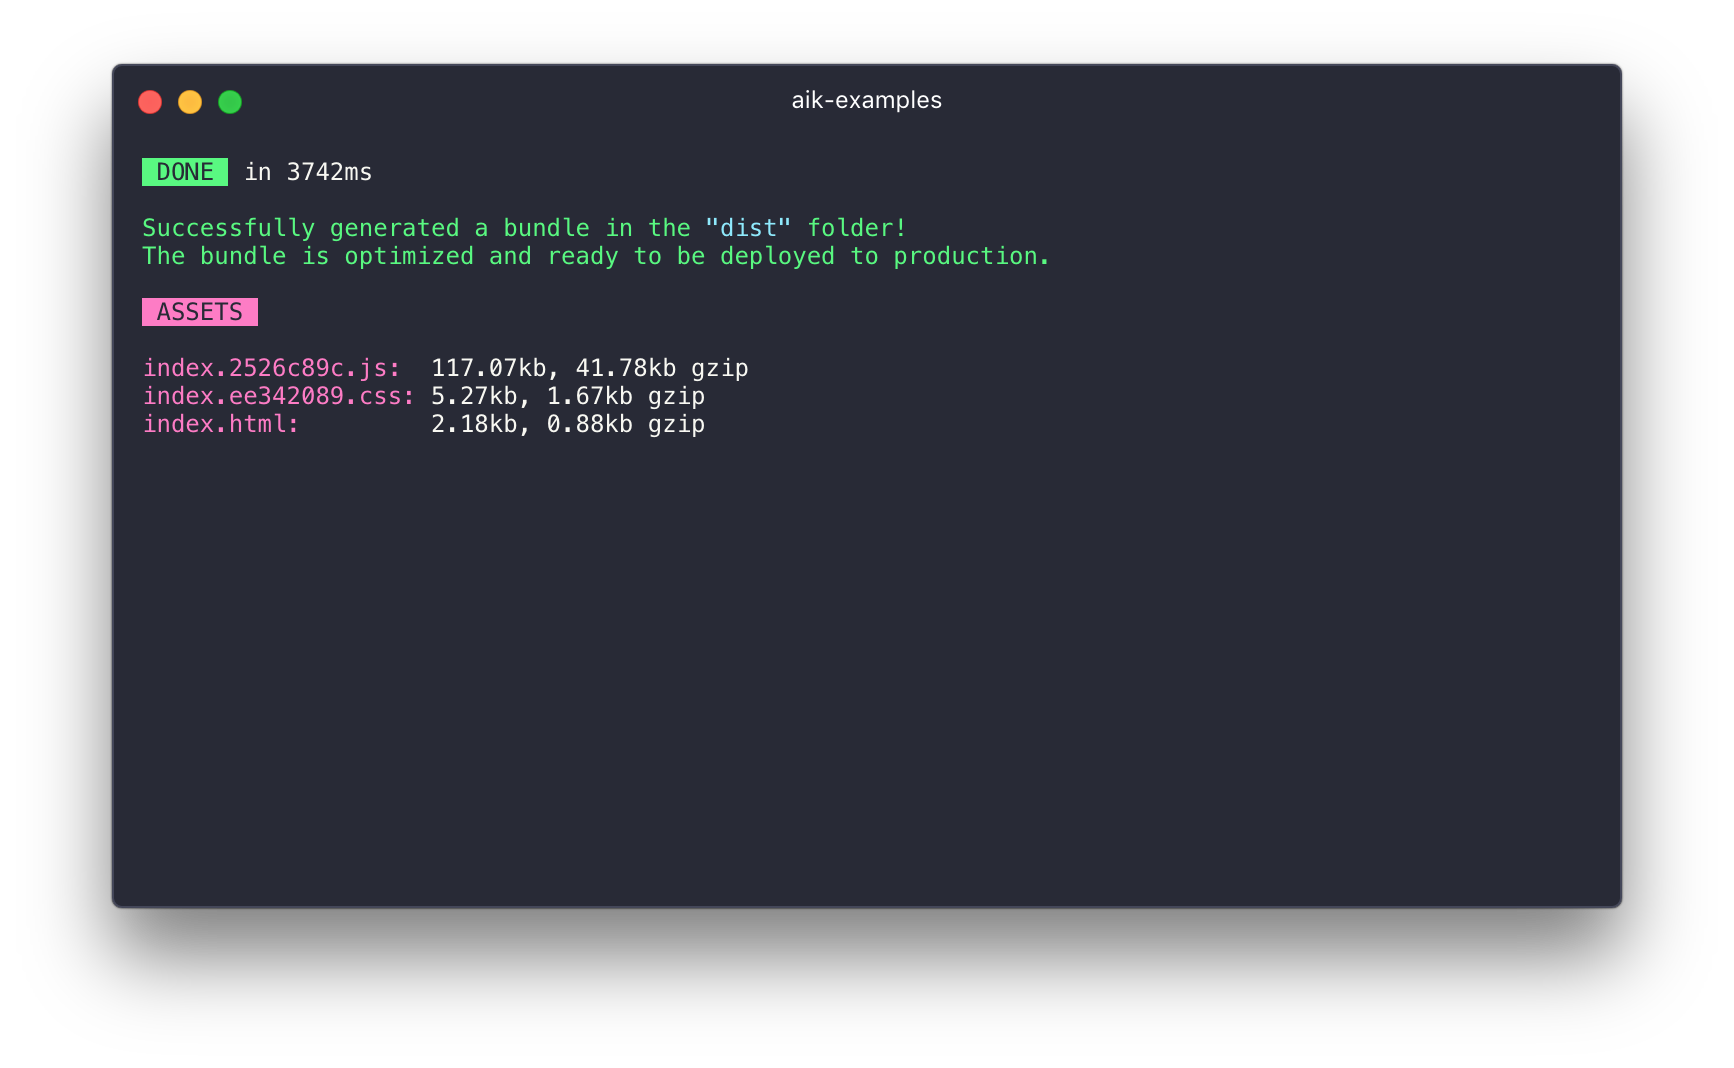 aik-examples
DONE in 3742ms
Successfully generated a bundle in the "dist" folder!
The bundle is optimized and ready to be deployed to production.
ASSETS
index.2526c89c.js:  117.07kb, 41.78kb gzip
index.ee342089.css: 5.27kb, 1.67kb gzip
index.html:         2.18kb, 0.88kb gzip